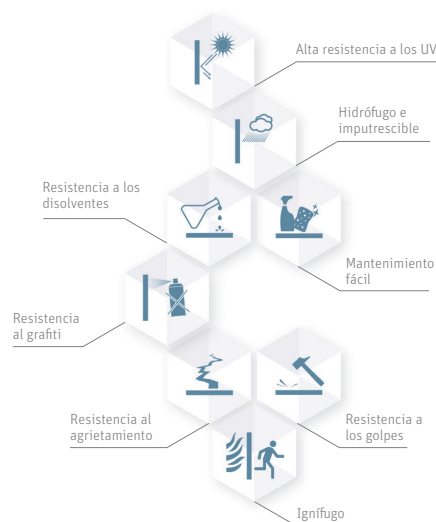 Alta resistencia a los UV
Hidrófugo e
imputrescible
Resistencia a los
disolventes
Mantenimiento
fácil
Resistencia
al grafiti
Resistencia al
agrietamiento
Resistencia a
los golpes
Ignífugo